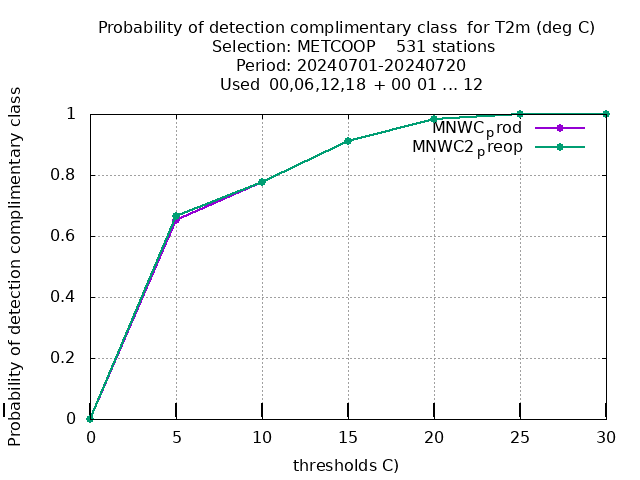 Probability of detection complimentary class for T2m (deg C)
Selection: METCOOP 531 stations
Period: 20240701-20240720
Used 00,06,12,18 + 00 01 ... 12
Probability of detection complimentary class
1
0.8
0.6
0.4
0.2
0
MNWCprod
MNWC2preop
0 5 10 15 20 25 30
thresholds C)